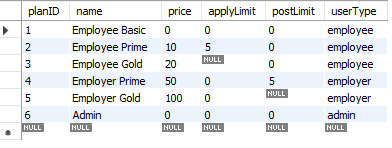 planID name price applyLimit postLimit userType
1 Employee Basic 0 0 0 employee
2 Employee Prime 10 5 0 employee
3 Employee Gold 20 NULL 0 employee
4 Employer Prime 50 0 5 employer
5 Employer Gold 100 0 NULL employer
6 Admin 0 0 0 admin
NULL NULL NULL NULL NULL NULL